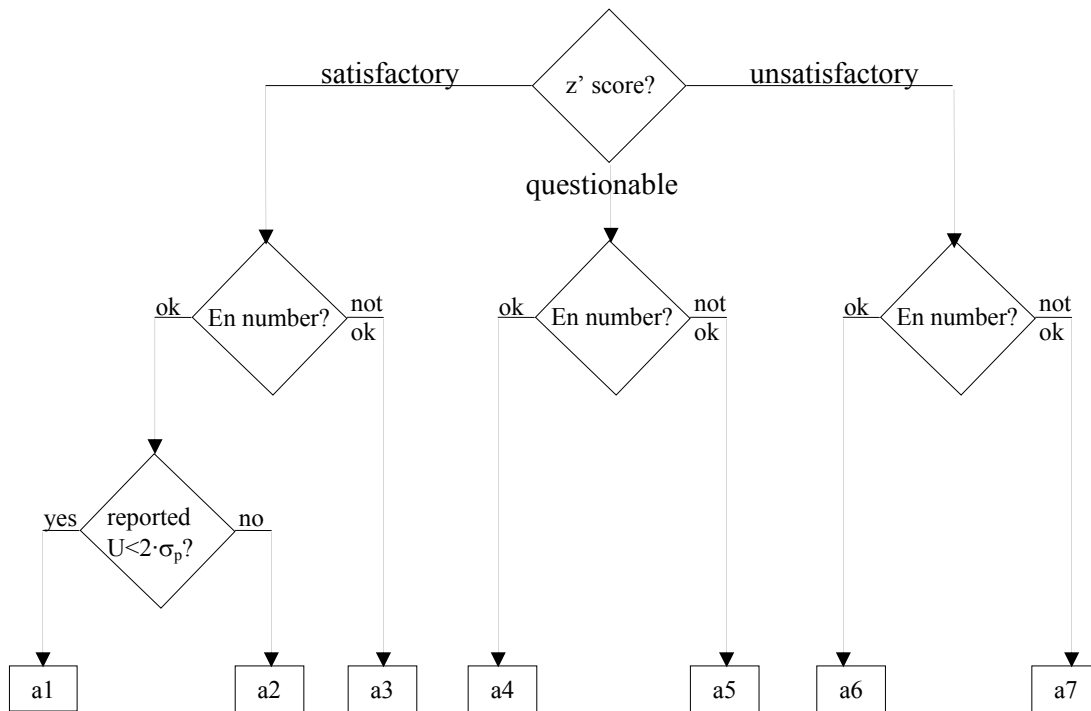 z’ score?
satisfactory
unsatisfactory
questionable
ok
En number?
not
ok
ok
En number?
not
ok
ok
En number?
not
ok
yes
reported
U<2·σp?
no
a1
a2
a3
a4
a5
a6
a7